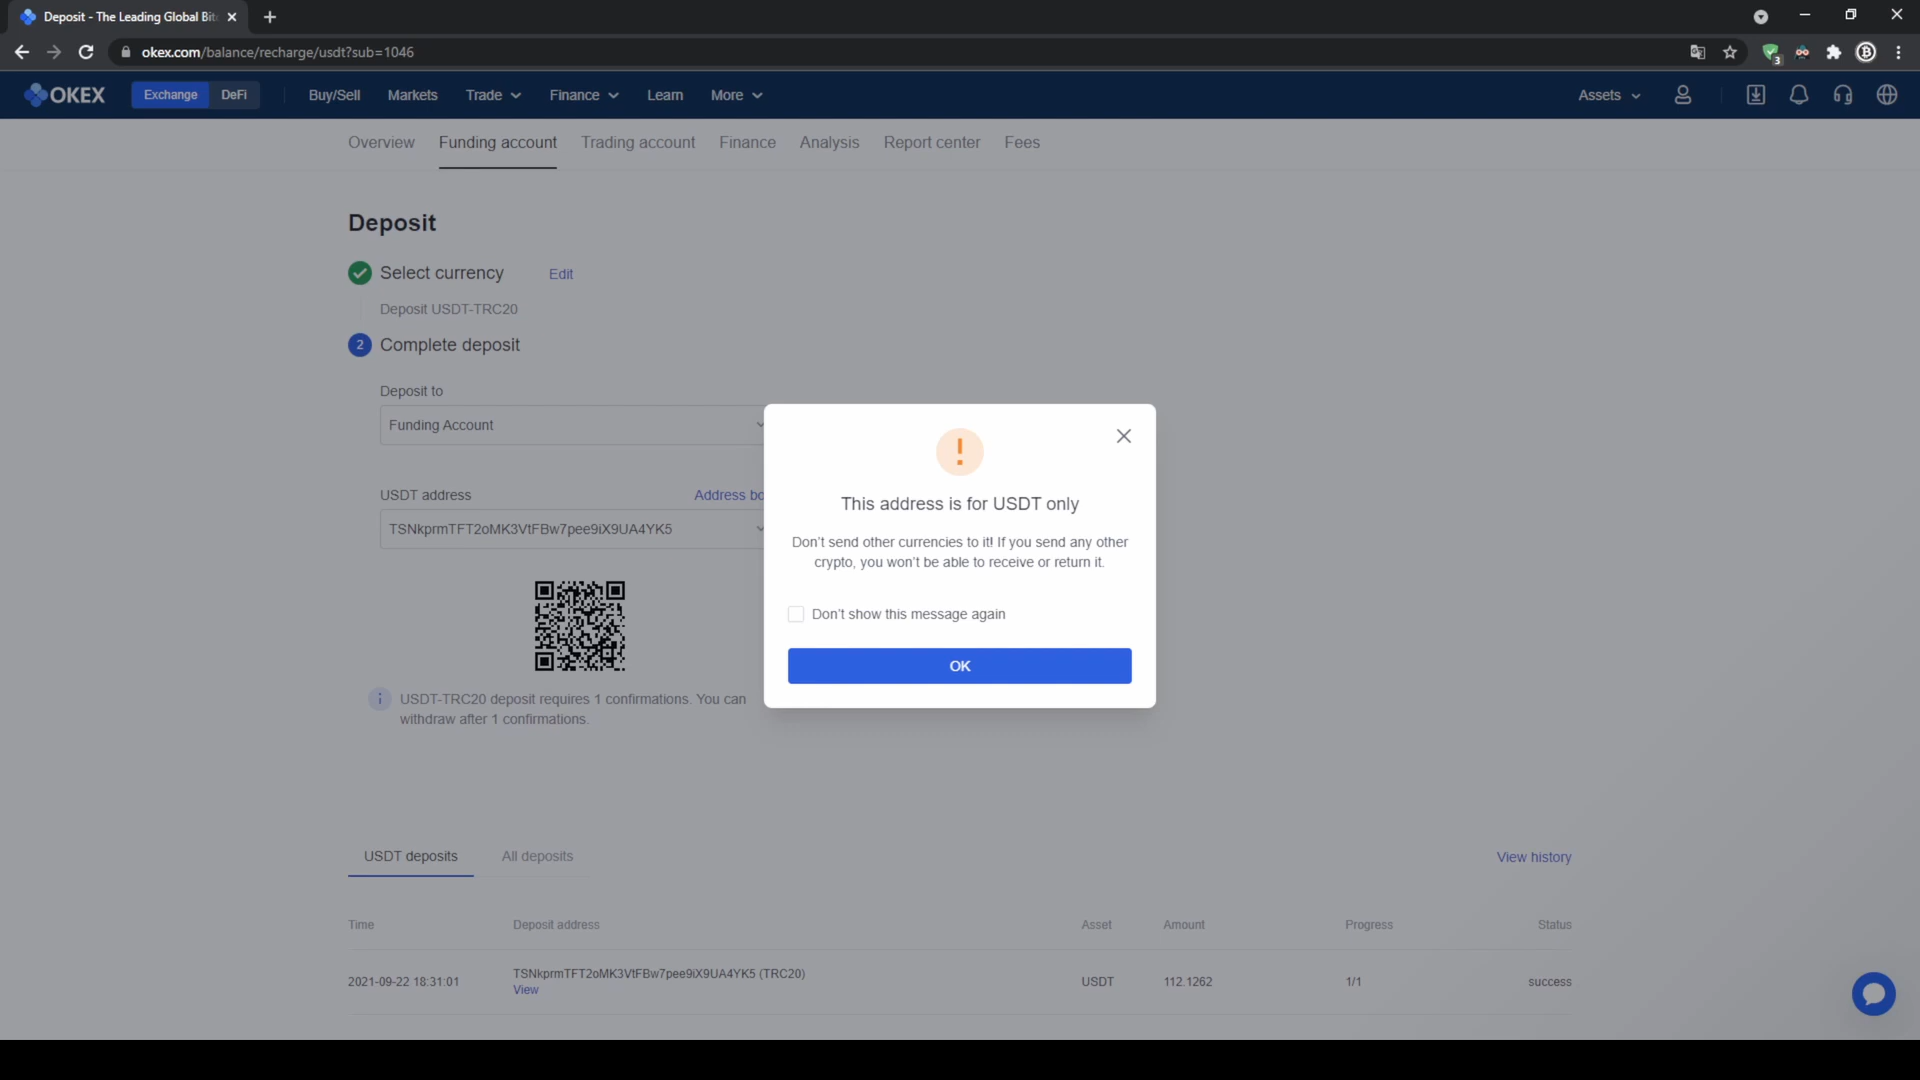 Deposit - The Leading Global Bit
okex.com/balance/recharge/usdt?sub=1046
3
OKEX
Exchange
DeFi
Buy/Sell
Markets
Trade
Finance
Learn
More
Assets
Overview
Funding account
Trading account
Finance
Analysis
Report center
Fees
Deposit
Select currency
Edit
Deposit USDT-TRC20
2 Complete deposit
Deposit to
Funding Account
USDT address
Address bo
TSNkprmTFT2oMK3VtFBw7pee9iX9UA4YK5
USDT-TRC20 deposit requires 1 confirmations. You can
withdraw after 1 confirmations.
This address is for USDT only
Don't send other currencies to it! If you send any other
crypto, you won't be able to receive or return it.
Don't show this message again
OK
USDT deposits
All deposits
View history
Time
Deposit address
Asset
Amount
Progress
Status
2021-09-22 18:31:01
TSNkprmTFT2oMK3VtFBw7pee9iX9UA4YK5 (TRC20)
View
USDT
112.1262
1/1
success